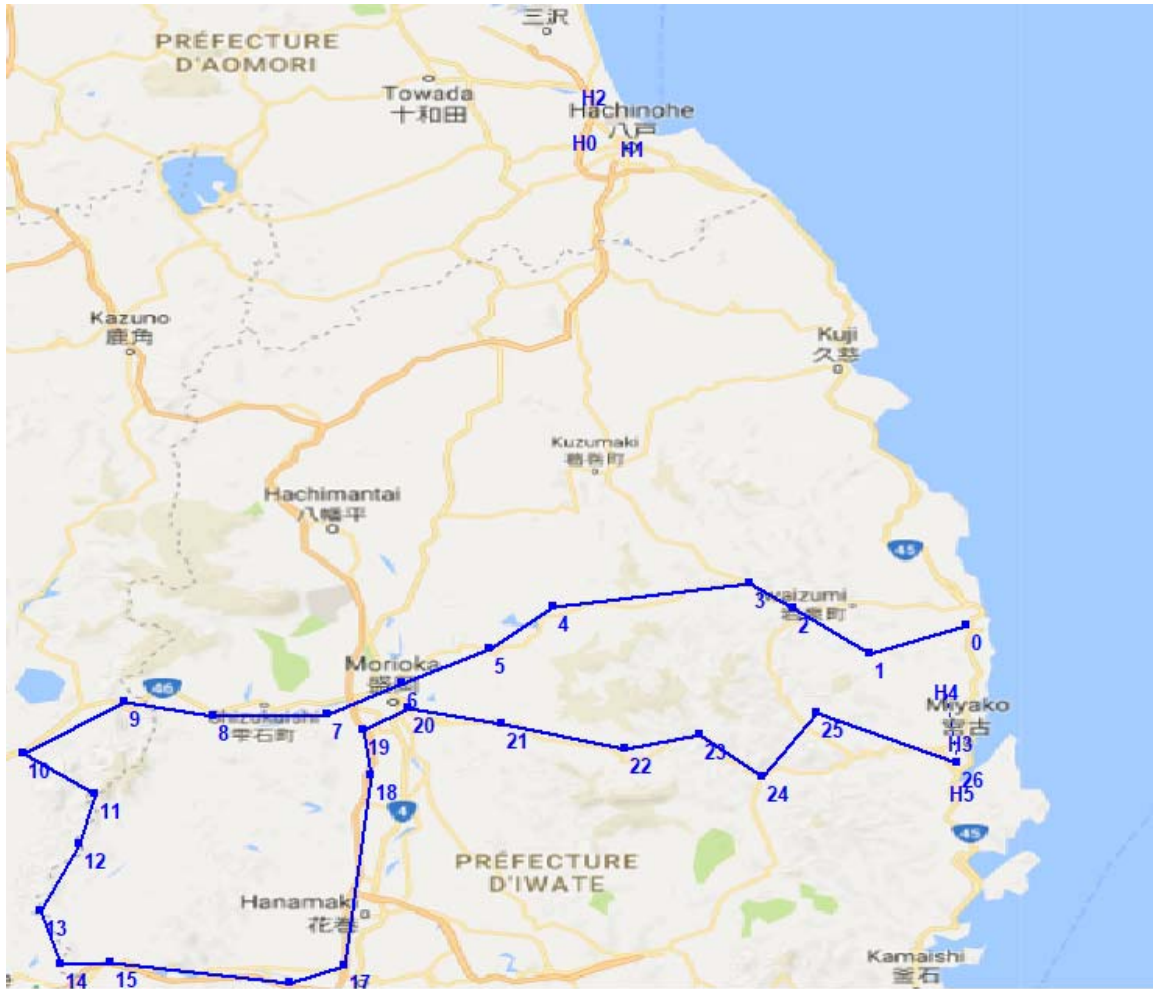 三沢
PRÉFECTURE
D'AOMORI
Towada
十和田
H2
Hachinohe
八戸
H0
H1
Kazuno
鹿角
Kuji
久慈
Kuzumaki
葛巻町
Hachimantai
八幡平
45
3
waizumi
岩泉町
2
4
0
5
1
Morioka
盛岡
46
6
H4
Miyako
宮古
9
8
Shizukuishi
雫石町
7
20
19
21
25
22
23
H3
10
26
24
18
H5
11
4
45
12
PRÉFECTURE
D'IWATE
Hanamak
花巻
13
Kamaishi
釜石
14
15
17